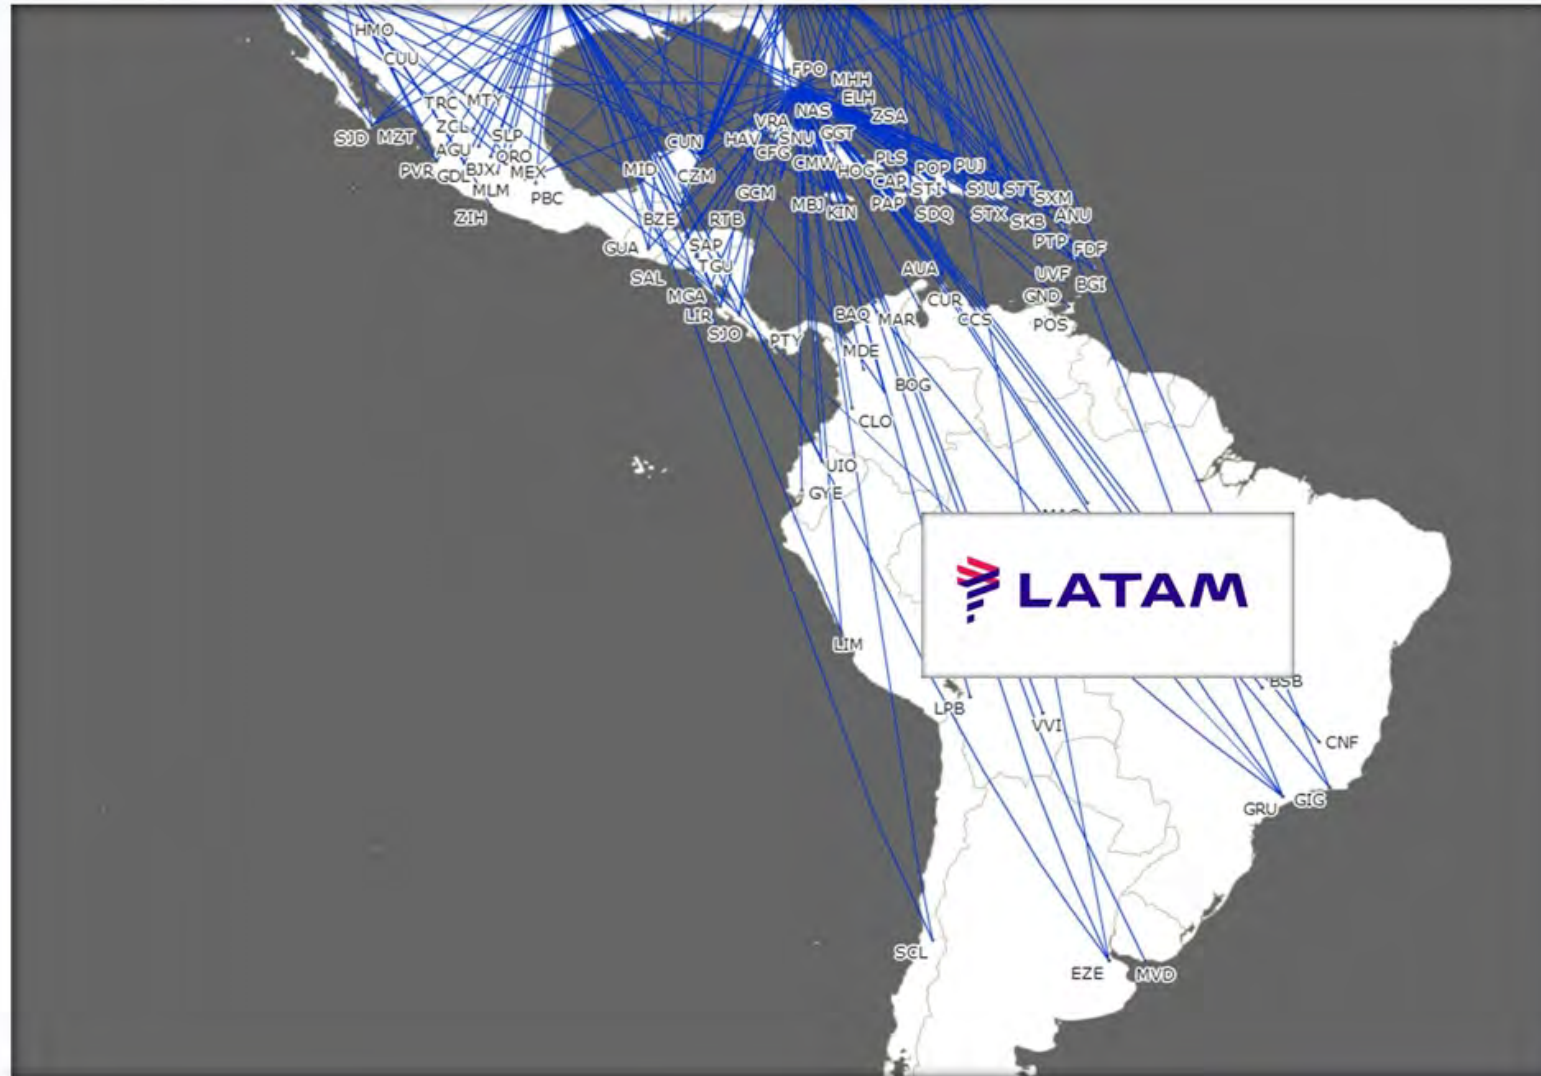 HMO
CUU
FPO
MHH
TRC
MTY
ELH
NAS
ZSA
ZCL
VRA
SJD
MZT
SLP
SNU
GGT
CUN
HAV
AGU
QRO
CFG
PLS
PVR
GDL
BJX
MEX
MID
CZM
CMW
HOG
POP
PUJ
MLM
PBC
CAP
STI
SJU
STT
SXM
GCM
MBJ
KIN
PAP
SDQ
STX
SKB
ANU
ZIH
BZE
RTB
PTP
FDF
GUA
SAP
TGU
SAL
AUA
UVF
BGI
MGA
CUR
GND
LIR
BAQ
MAR
CCS
POS
SJO
PTY
MDE
BOG
CLO
UIO
GYE
LATAM
LIM
BSB
LPB
VVI
CNF
GRU
GIG
SCL
EZE
MVD